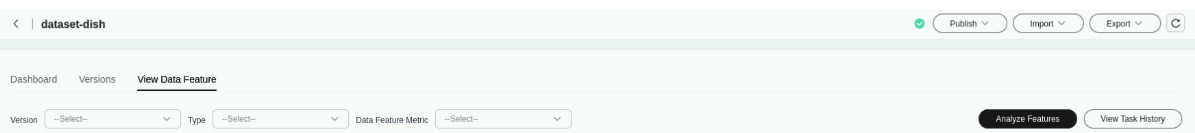 dataset-dish Publish Import Export
Dashboard Versions View Data Feature
Version --Select-- Type --Select-- Data Feature Metric --Select-- Analyze Features View Task History